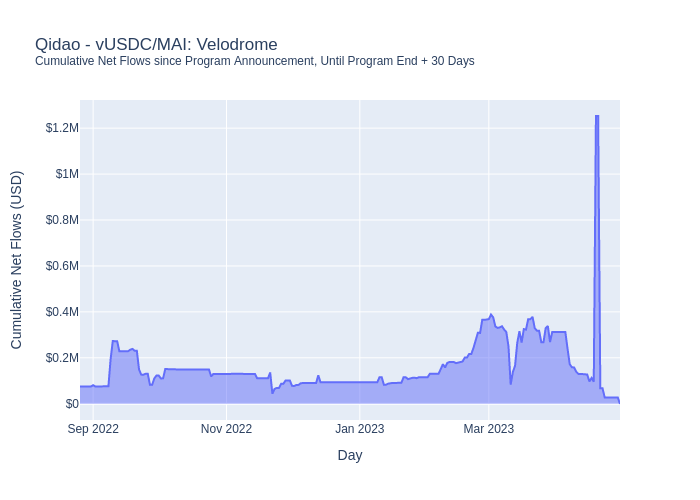 Qidao - vUSDC/MAI: Velodrome
Cumulative Net Flows since Program Announcement, Until Program End + 30 Days
Cumulative Net Flows (USD)
$1.2M
$1M
$0.8M
$0.6M
$0.4M
$0.2M
$0
Sep 2022 Nov 2022 Jan 2023 Mar 2023
Day